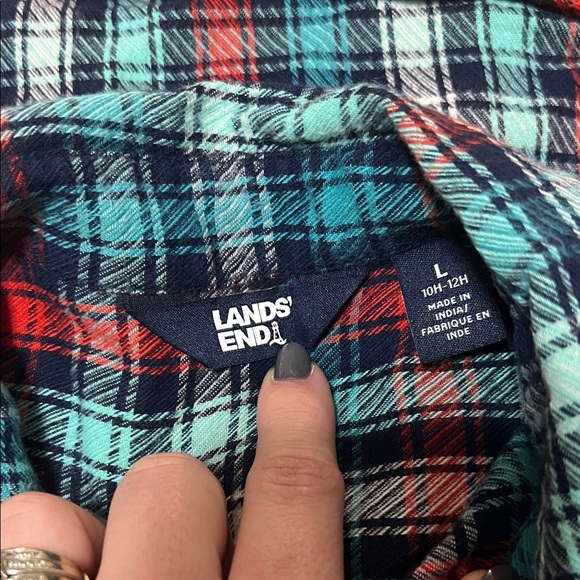 LANDS'
END
L
10H-12H
MADE IN
INDIA/
FABRIQUE EN
INDE